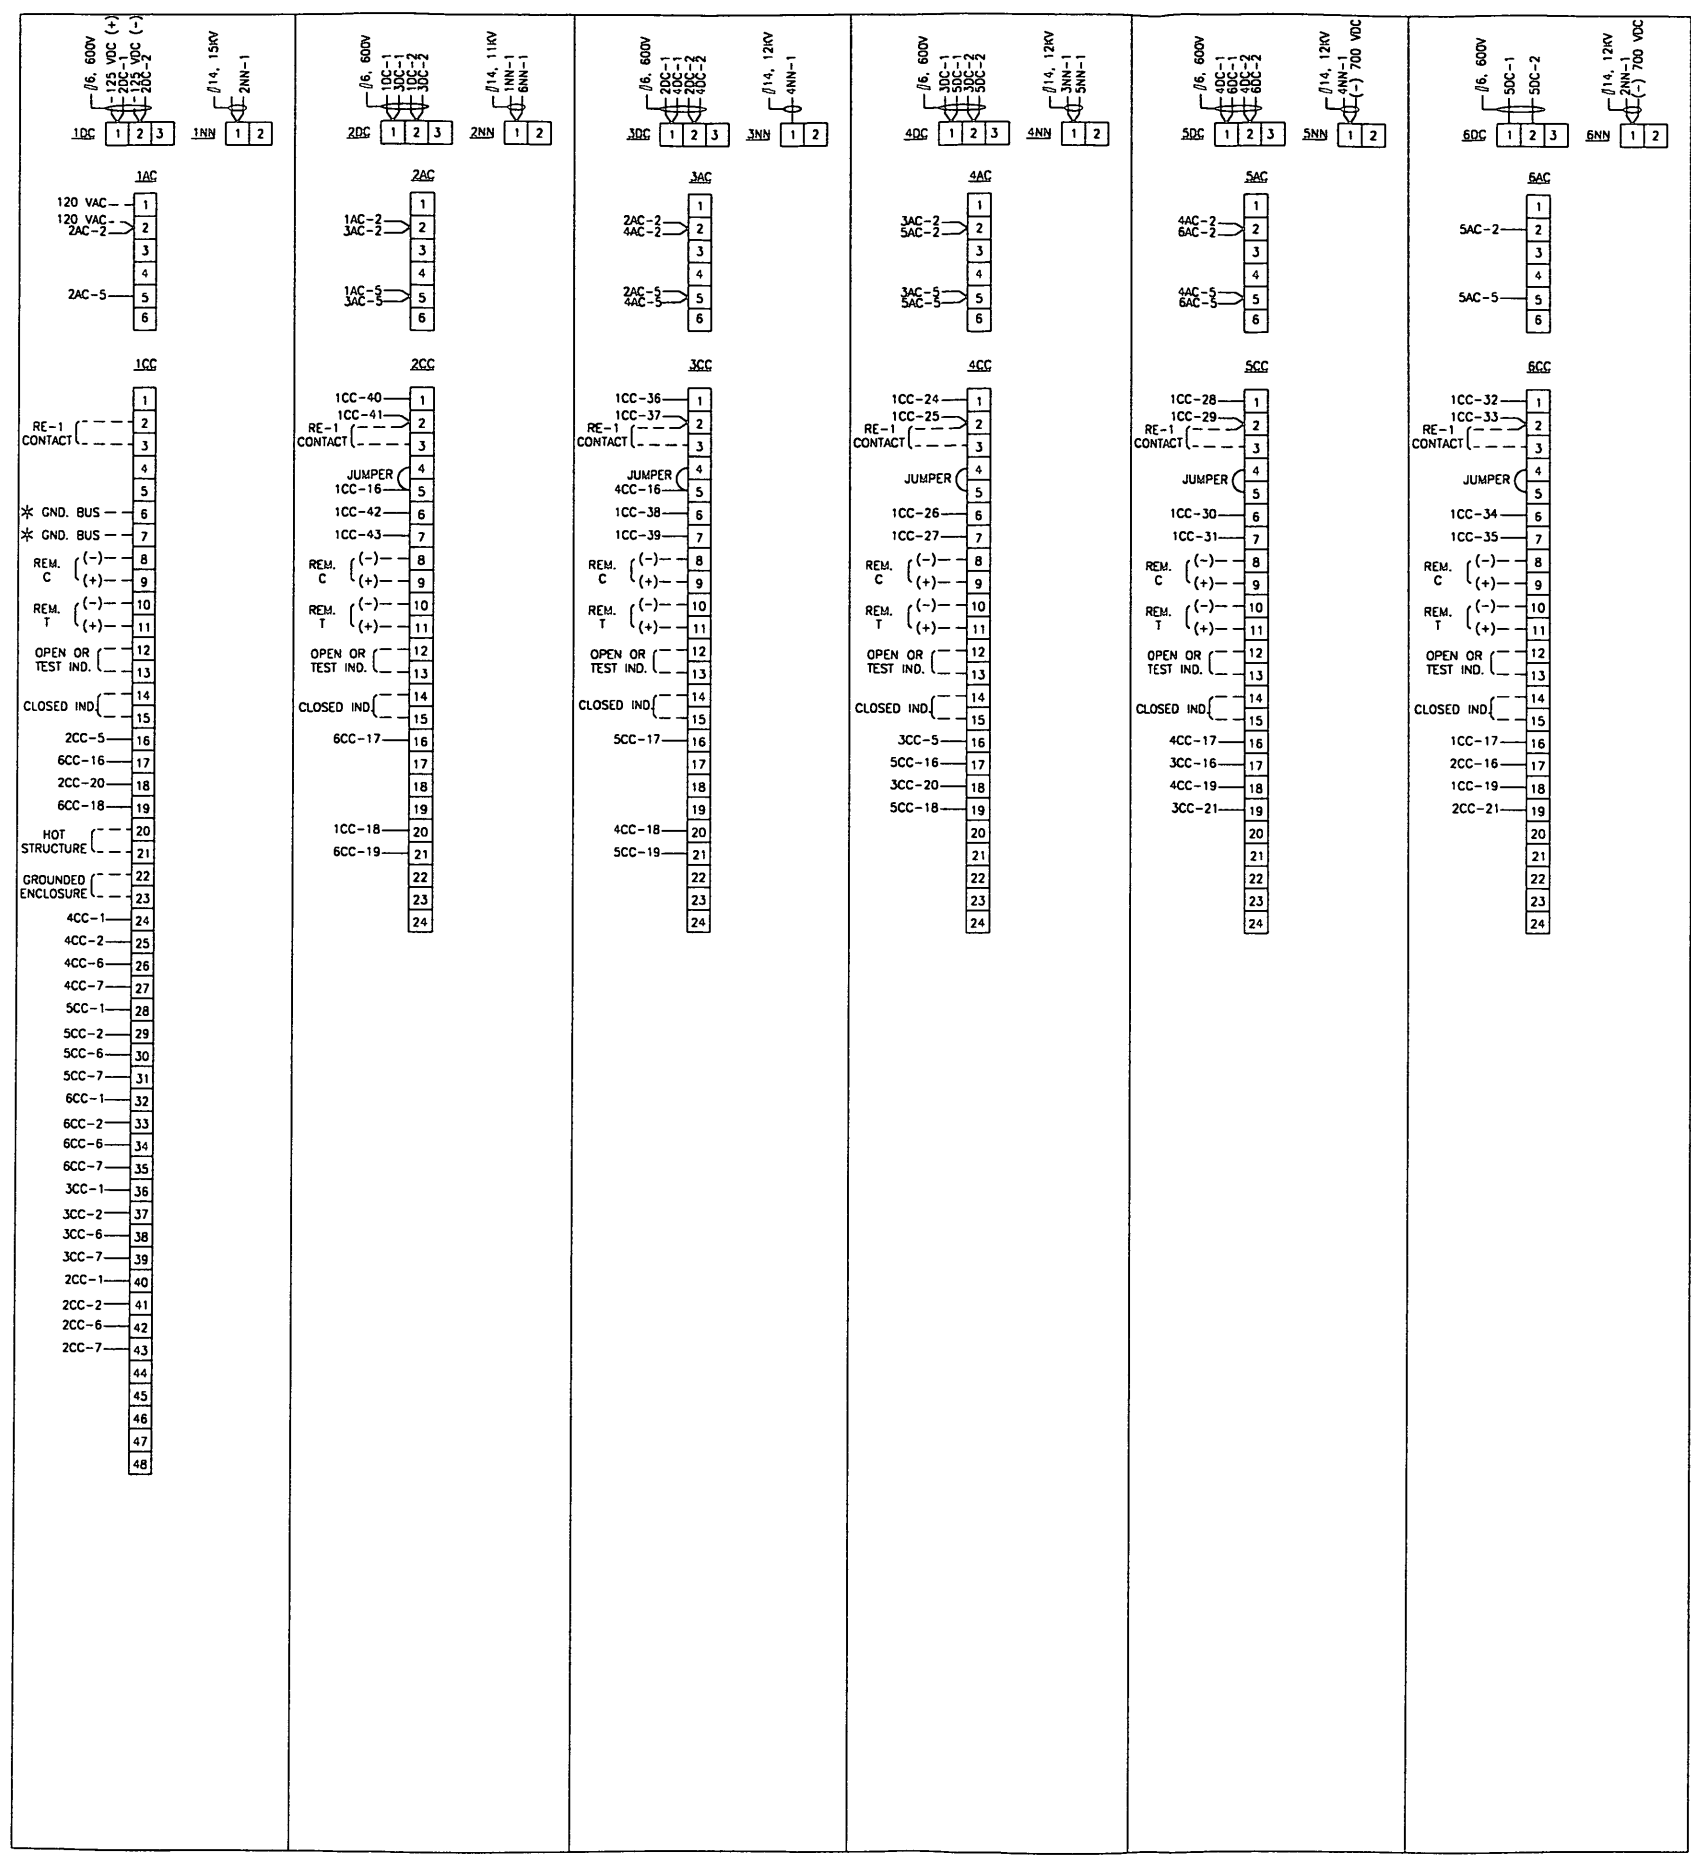 #6, 600V
125 VDC (+)
2DC-1
125 VDC (-)
2DC-2
1DC 1 2 3
#14, 15KV
2NN-1
1NN 1 2
1AC
120 VAC 1
120 VAC
2AC-2 2
3
4
2AC-5 5
6
1CC
1
RE-1 CONTACT 2
3
4
5
* GND. BUS 6
* GND. BUS 7
REM. C (-) 8
(+) 9
REM. T (-) 10
(+) 11
OPEN OR 12
TEST IND. 13
CLOSED IND. 14
15
2CC-5 16
6CC-16 17
2CC-20 18
6CC-18 19
HOT 20
STRUCTURE 21
GROUNDED 22
ENCLOSURE 23
4CC-1 24
4CC-2 25
4CC-6 26
4CC-7 27
5CC-1 28
5CC-2 29
5CC-6 30
5CC-7 31
6CC-1 32
6CC-2 33
6CC-6 34
6CC-7 35
3CC-1 36
3CC-2 37
3CC-6 38
3CC-7 39
2CC-1 40
2CC-2 41
2CC-6 42
2CC-7 43
44
45
46
47
48
#6, 600V
1DC-1
3DC-1
1DC-2
3DC-2
2DC 1 2 3
#14, 11KV
1NN-1
6NN-1
2NN 1 2
2AC
1
1AC-2
3AC-2 2
3
4
1AC-5
3AC-5 5
6
2CC
1CC-40 1
1CC-41 2
RE-1
CONTACT 3
JUMPER 4
1CC-16 5
1CC-42 6
1CC-43 7
REM. C (-) 8
(+) 9
REM. T (-) 10
(+) 11
OPEN OR 12
TEST IND. 13
CLOSED IND. 14
15
6CC-17 16
17
18
19
1CC-18 20
6CC-19 21
22
23
24
#6, 600V
2DC-1
4DC-1
2DC-2
4DC-2
3DC 1 2 3
#14, 12KV
4NN-1
3NN 1 2
3AC
1
2AC-2
4AC-2 2
3
4
2AC-5
4AC-5 5
6
3CC
1CC-36 1
1CC-37 2
RE-1
CONTACT 3
JUMPER 4
4CC-16 5
1CC-38 6
1CC-39 7
REM. C (-) 8
(+) 9
REM. T (-) 10
(+) 11
OPEN OR 12
TEST IND. 13
CLOSED IND. 14
15
5CC-17 16
17
18
19
4CC-18 20
5CC-19 21
22
23
24
#6, 600V
3DC-1
5DC-1
3DC-2
5DC-2
4DC 1 2 3
#14, 12KV
3NN-1
5NN-1
4NN 1 2
4AC
1
3AC-2
5AC-2 2
3
4
3AC-5
5AC-5 5
6
4CC
1CC-24 1
1CC-25 2
RE-1
CONTACT 3
JUMPER 4
5
1CC-26 6
1CC-27 7
REM. C (-) 8
(+) 9
REM. T (-) 10
(+) 11
OPEN OR 12
TEST IND. 13
CLOSED IND. 14
15
3CC-5 16
5CC-16 17
3CC-20 18
5CC-18 19
20
21
22
23
24
#6, 600V
4DC-1
6DC-1
4DC-2
6DC-2
5DC 1 2 3
#14, 12KV
4NN-1
(-) 700 VDC
5NN 1 2
5AC
1
4AC-2
6AC-2 2
3
4
4AC-5
6AC-5 5
6
5CC
1CC-28 1
1CC-29 2
RE-1
CONTACT 3
JUMPER 4
5
1CC-30 6
1CC-31 7
REM. C (-) 8
(+) 9
REM. T (-) 10
(+) 11
OPEN OR 12
TEST IND. 13
CLOSED IND. 14
15
4CC-17 16
3CC-16 17
4CC-19 18
3CC-21 19
20
21
22
23
24
#6, 600V
5DC-1
5DC-2
6DC 1 2 3
#14, 12KV
2NN-1
(-) 700 VDC
6NN 1 2
6AC
1
5AC-2 2
3
4
5AC-5 5
6
6CC
1CC-32 1
1CC-33 2
RE-1
CONTACT 3
JUMPER 4
5
1CC-34 6
1CC-35 7
REM. C (-) 8
(+) 9
REM. T (-) 10
(+) 11
OPEN OR 12
TEST IND. 13
CLOSED IND. 14
15
1CC-17 16
2CC-16 17
1CC-19 18
2CC-21 19
20
21
22
23
24